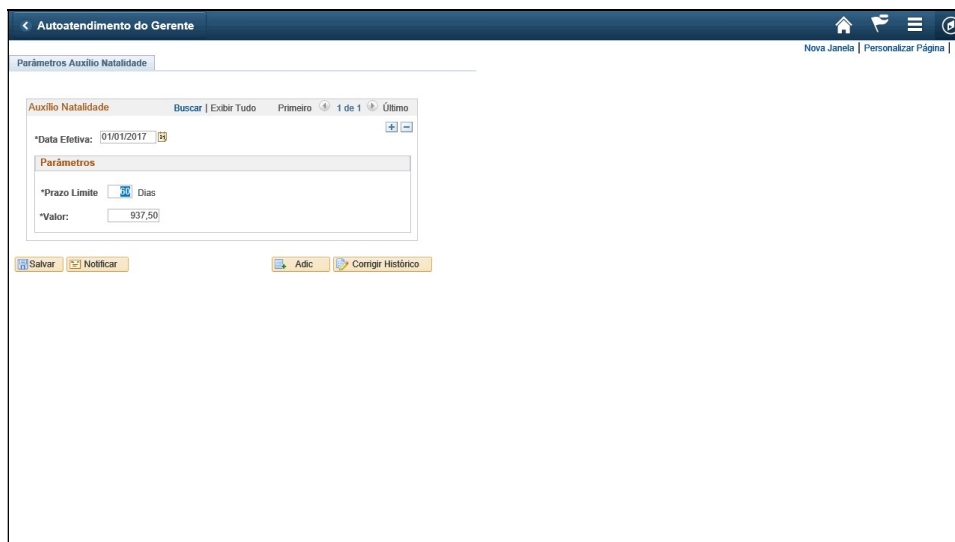 Autoatendimento do Gerente
Nova Janela | Personalizar Página |
Parâmetros Auxílio Natalidade
Auxílio Natalidade Buscar | Exibir Tudo Primeiro 1 de 1 Último
*Data Efetiva: 01/01/2017
Parâmetros
*Prazo Limite 60 Dias
*Valor: 937,50
Salvar Notificar Adic Corrigir Histórico